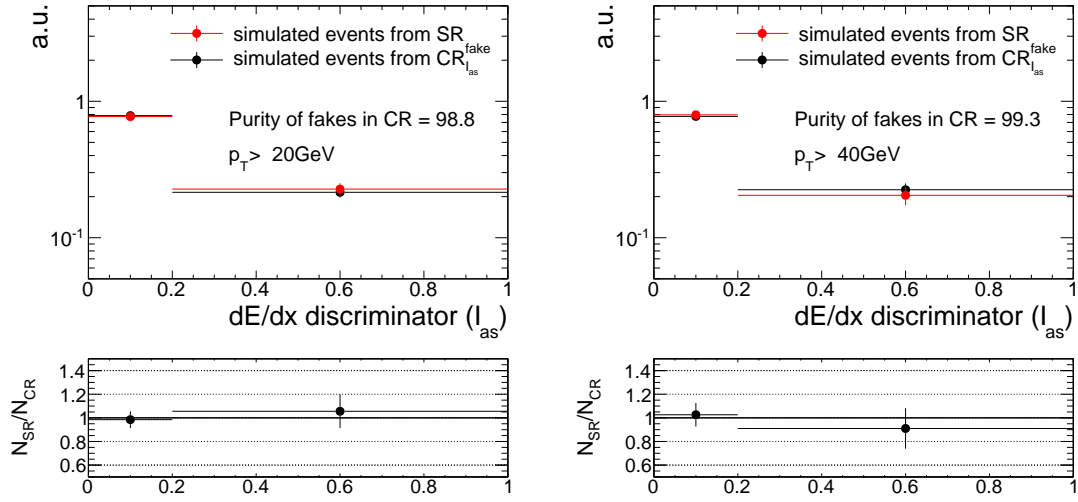 a.u.
simulated events from SR
simulated events from CR^fake_I_as
1
Purity of fakes in CR = 98.8
p_T> 20GeV
10^-1
0 0.2 0.4 0.6 0.8 1
dE/dx discriminator (I_as)
N_SR/N_CR
1.4
1.2
1
0.8
0.6
0 0.2 0.4 0.6 0.8 1
a.u.
simulated events from SR
simulated events from CR^fake_I_as
1
Purity of fakes in CR = 99.3
p_T> 40GeV
10^-1
0 0.2 0.4 0.6 0.8 1
dE/dx discriminator (I_as)
N_SR/N_CR
1.4
1.2
1
0.8
0.6
0 0.2 0.4 0.6 0.8 1